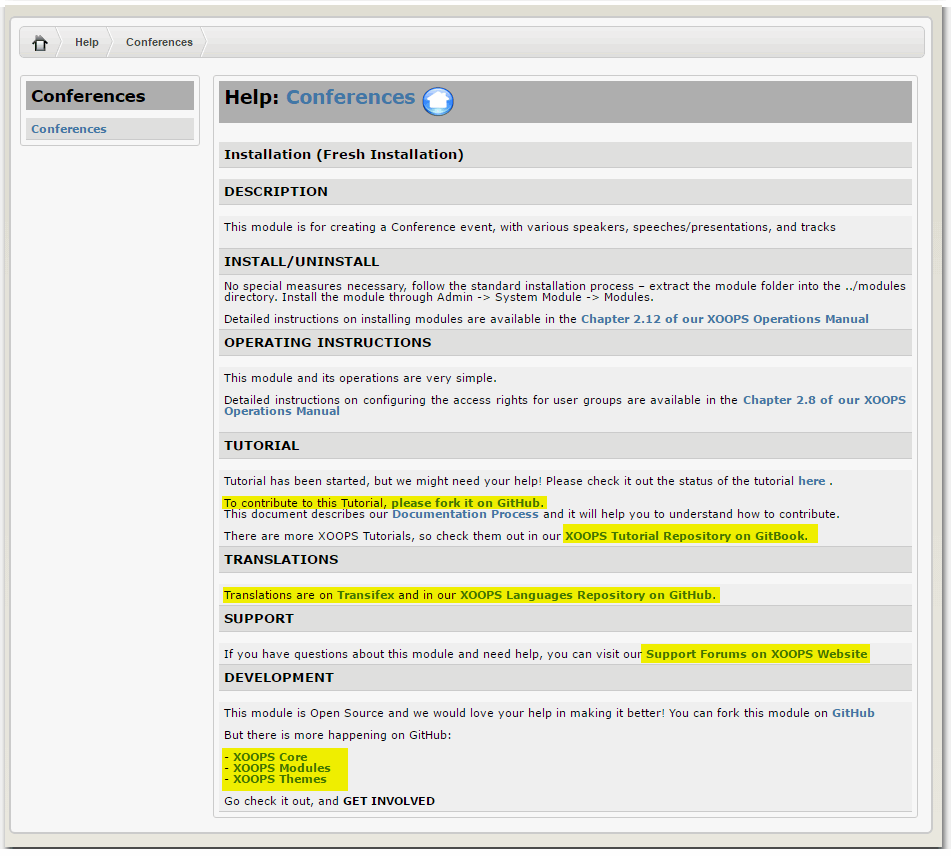 Help
Conferences
Conferences
Conferences
Help: Conferences
Installation (Fresh Installation)
DESCRIPTION
This module is for creating a Conference event, with various speakers, speeches/presentations, and tracks
INSTALL/UNINSTALL
No special measures necessary, follow the standard installation process – extract the module folder into the ../modules
directory. Install the module through Admin -> System Module -> Modules.
Detailed instructions on installing modules are available in the Chapter 2.12 of our XOOPS Operations Manual
OPERATING INSTRUCTIONS
This module and its operations are very simple.
Detailed instructions on configuring the access rights for user groups are available in the Chapter 2.8 of our XOOPS
Operations Manual
TUTORIAL
Tutorial has been started, but we might need your help! Please check it out the status of the tutorial here .
To contribute to this Tutorial, please fork it on GitHub.
This document describes our Documentation Process and it will help you to understand how to contribute.
There are more XOOPS Tutorials, so check them out in our XOOPS Tutorial Repository on GitBook.
TRANSLATIONS
Translations are on Transifex and in our XOOPS Languages Repository on GitHub.
SUPPORT
If you have questions about this module and need help, you can visit our Support Forums on XOOPS Website
DEVELOPMENT
This module is Open Source and we would love your help in making it better! You can fork this module on GitHub
But there is more happening on GitHub:
- XOOPS Core
- XOOPS Modules
- XOOPS Themes
Go check it out, and GET INVOLVED